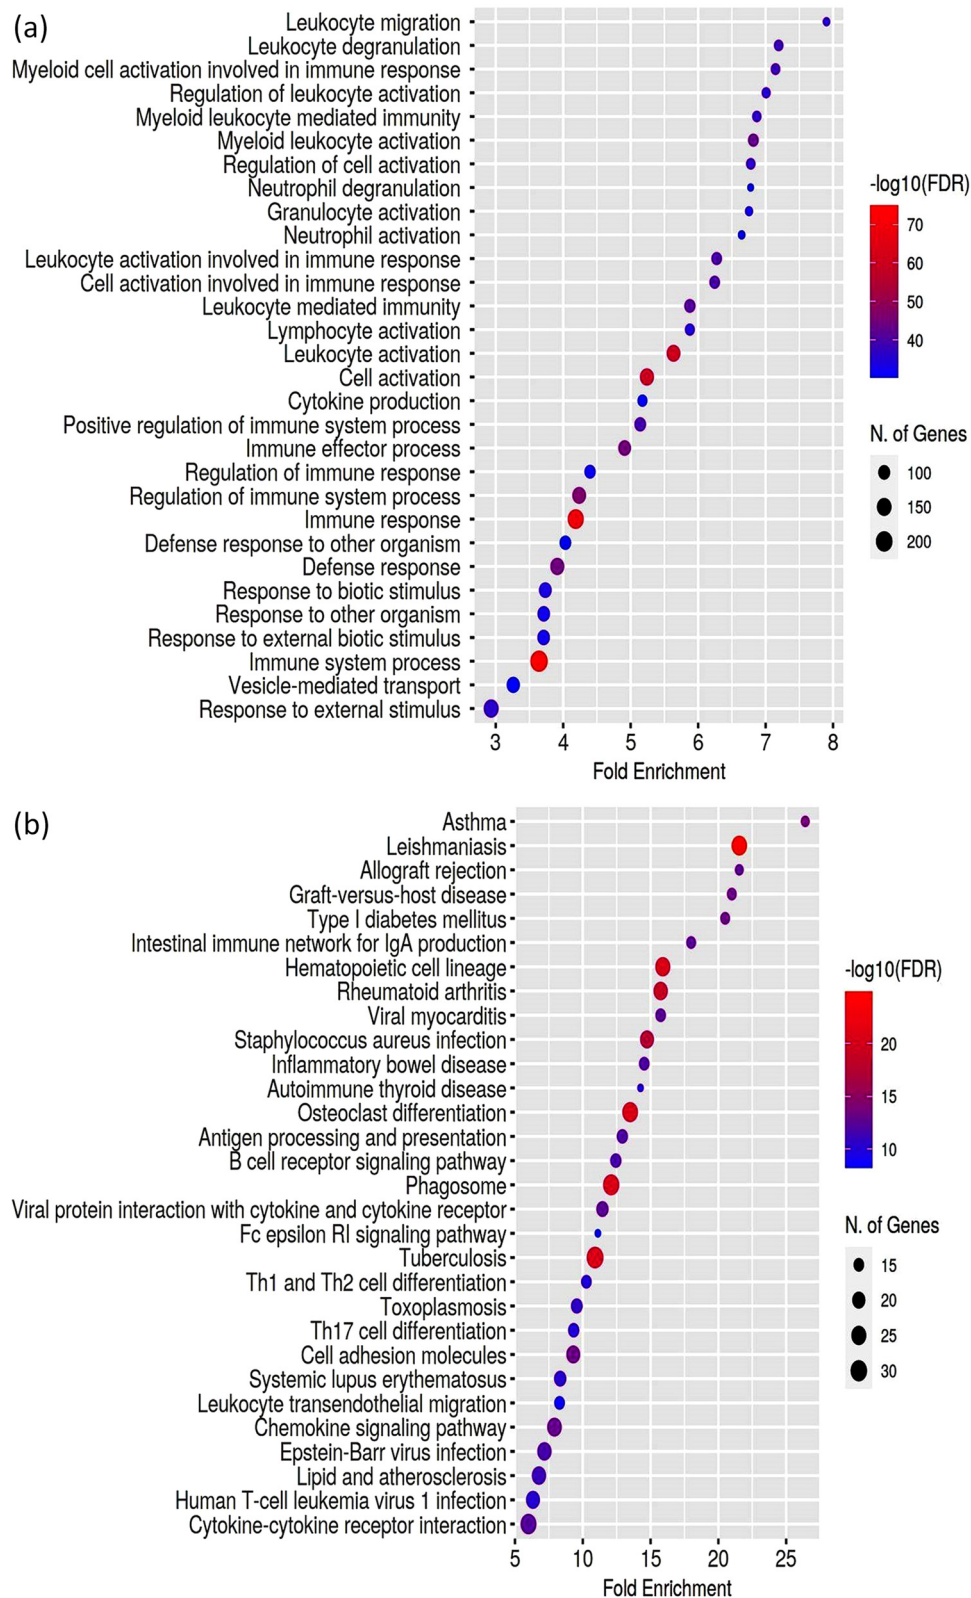 (a)
Leukocyte migration
Leukocyte degranulation
Myeloid cell activation involved in immune response
Regulation of leukocyte activation
Myeloid leukocyte mediated immunity
Myeloid leukocyte activation
Regulation of cell activation
Neutrophil degranulation
Granulocyte activation
Neutrophil activation
Leukocyte activation involved in immune response
Cell activation involved in immune response
Leukocyte mediated immunity
Lymphocyte activation
Leukocyte activation
Cell activation
Cytokine production
Positive regulation of immune system process
Immune effector process
Regulation of immune response
Regulation of immune system process
Immune response
Defense response to other organism
Defense response
Response to biotic stimulus
Response to other organism
Response to external biotic stimulus
Immune system process
Vesicle-mediated transport
Response to external stimulus
3 4 5 6 7 8
Fold Enrichment
-log10(FDR)
70
60
50
40
N. of Genes
100
150
200
(b)
Asthma
Leishmaniasis
Allograft rejection
Graft-versus-host disease
Type I diabetes mellitus
Intestinal immune network for IgA production
Hematopoietic cell lineage
Rheumatoid arthritis
Viral myocarditis
Staphylococcus aureus infection
Inflammatory bowel disease
Autoimmune thyroid disease
Osteoclast differentiation
Antigen processing and presentation
B cell receptor signaling pathway
Phagosome
Viral protein interaction with cytokine and cytokine receptor
Fc epsilon RI signaling pathway
Tuberculosis
Th1 and Th2 cell differentiation
Toxoplasmosis
Th17 cell differentiation
Cell adhesion molecules
Systemic lupus erythematosus
Leukocyte transendothelial migration
Chemokine signaling pathway
Epstein-Barr virus infection
Lipid and atherosclerosis
Human T-cell leukemia virus 1 infection
Cytokine-cytokine receptor interaction
5 10 15 20 25
Fold Enrichment
-log10(FDR)
20
15
10
N. of Genes
15
20
25
30